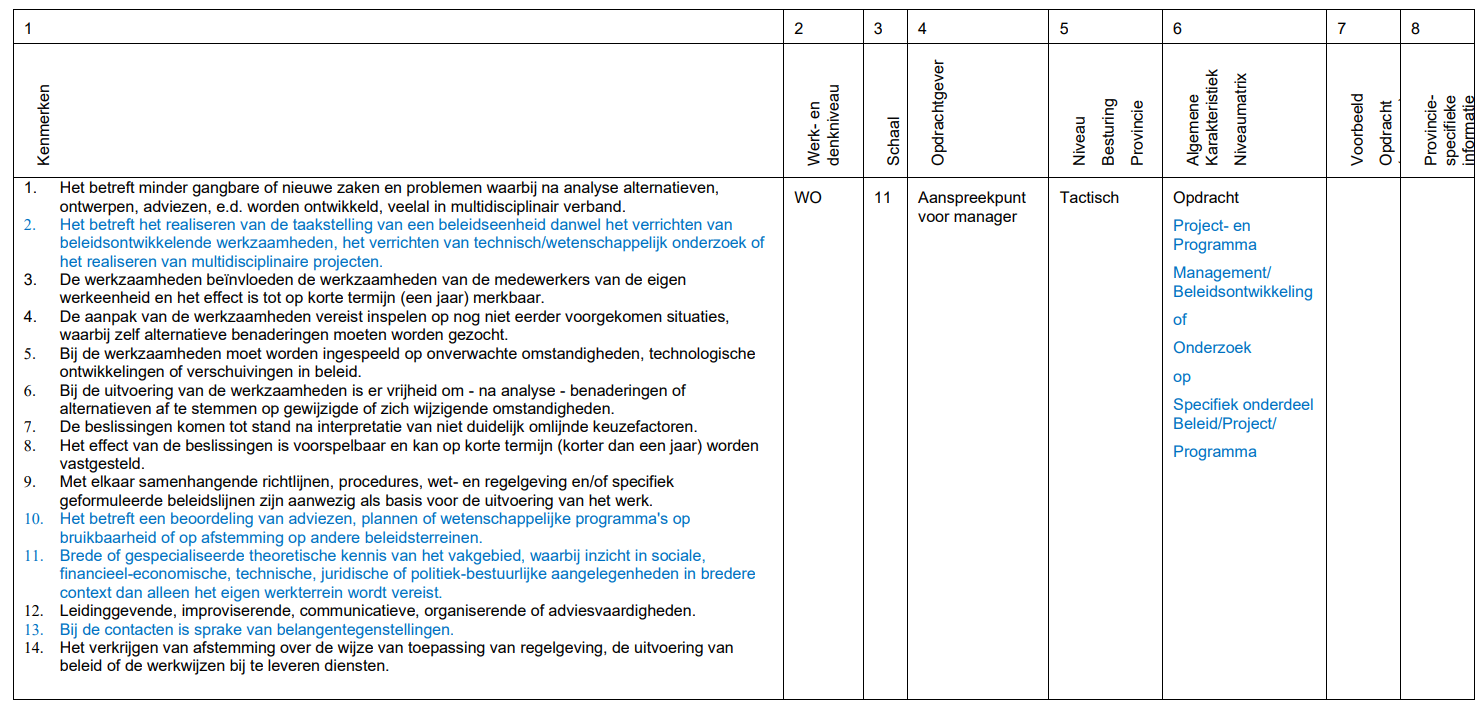 1
2
3
4
5
6
7
8
Kenmerken
Werk- en
denkniveau
Schaal
Opdrachtgever
Niveau
Besturing
Provincie
Algemene
Karakteristiek
Niveaumatrix
Voorbeeld
Opdracht
Provincie-
specifieke
informatie
1. Het betreft minder gangbare of nieuwe zaken en problemen waarbij na analyse alternatieven,
ontwerpen, adviezen, e.d. worden ontwikkeld, veelal in multidisciplinair verband.
2. Het betreft het realiseren van de taakstelling van een beleidseenheid danwel het verrichten van
beleidsontwikkelende werkzaamheden, het verrichten van technisch/wetenschappelijk onderzoek of
het realiseren van multidisciplinaire projecten.
3. De werkzaamheden beïnvloeden de werkzaamheden van de medewerkers van de eigen
werkeenheid en het effect is tot op korte termijn (een jaar) merkbaar.
4. De aanpak van de werkzaamheden vereist inspelen op nog niet eerder voorgekomen situaties,
waarbij zelf alternatieve benaderingen moeten worden gezocht.
5. Bij de werkzaamheden moet worden ingespeeld op onverwachte omstandigheden, technologische
ontwikkelingen of verschuivingen in beleid.
6. Bij de uitvoering van de werkzaamheden is er vrijheid om - na analyse - benaderingen of
alternatieven af te stemmen op gewijzigde of zich wijzigende omstandigheden.
7. De beslissingen komen tot stand na interpretatie van niet duidelijk omlijnde keuzefactoren.
8. Het effect van de beslissingen is voorspelbaar en kan op korte termijn (korter dan een jaar) worden
vastgesteld.
9. Met elkaar samenhangende richtlijnen, procedures, wet- en regelgeving en/of specifiek
geformuleerde beleidslijnen zijn aanwezig als basis voor de uitvoering van het werk.
10. Het betreft een beoordeling van adviezen, plannen of wetenschappelijke programma's op
bruikbaarheid of op afstemming op andere beleidsterreinen.
11. Brede of gespecialiseerde theoretische kennis van het vakgebied, waarbij inzicht in sociale,
financieel-economische, technische, juridische of politiek-bestuurlijke aangelegenheden in bredere
context dan alleen het eigen werkterrein wordt vereist.
12. Leidinggevende, improviserende, communicatieve, organiserende of adviesvaardigheden.
13. Bij de contacten is sprake van belangentegenstellingen.
14. Het verkrijgen van afstemming over de wijze van toepassing van regelgeving, de uitvoering van
beleid of de werkwijzen bij te leveren diensten.
WO
11
Aanspreekpunt
voor manager
Tactisch
Opdracht
Project- en
Programma
Management/
Beleidsontwikkeling
of
Onderzoek
op
Specifiek onderdeel
Beleid/Project/
Programma